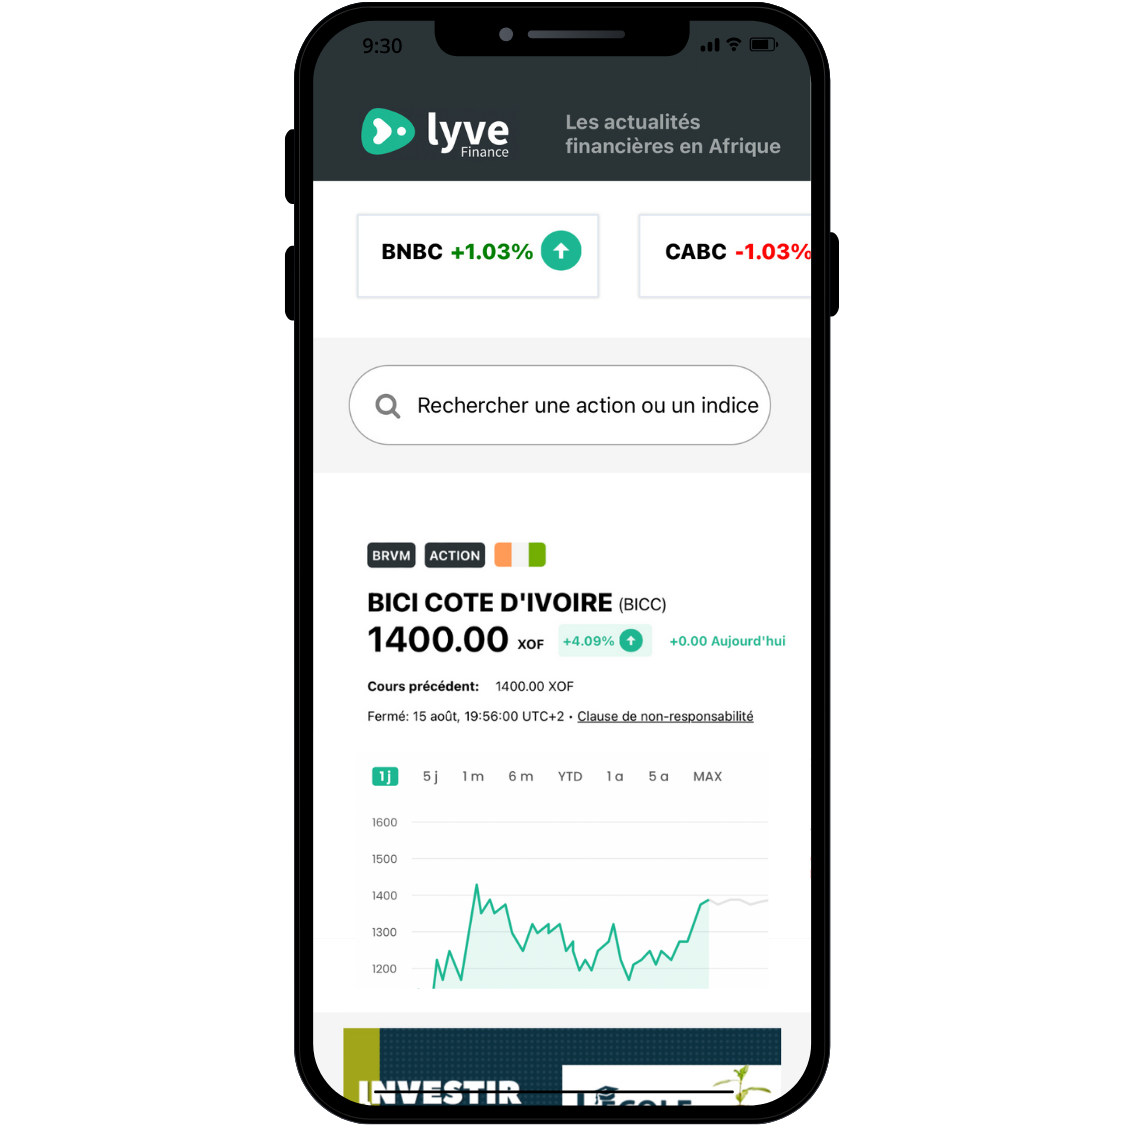 9:30
lyve
Finance
Les actualités
financières en Afrique
BNBC +1.03%
CABC -1.03%
Rechercher une action ou un indice
BRVM ACTION
BICI COTE D'IVOIRE (BICC)
1400.00 XOF +4.09% +0.00 Aujourd'hui
Cours précédent: 1400.00 XOF
Fermé: 15 août, 19:56:00 UTC+2 • Clause de non-responsabilité
1 j 5 j 1 m 6 m YTD 1 a 5 a MAX
1600
1500
1400
1300
1200
INVESTIR
L'ÉCOLE